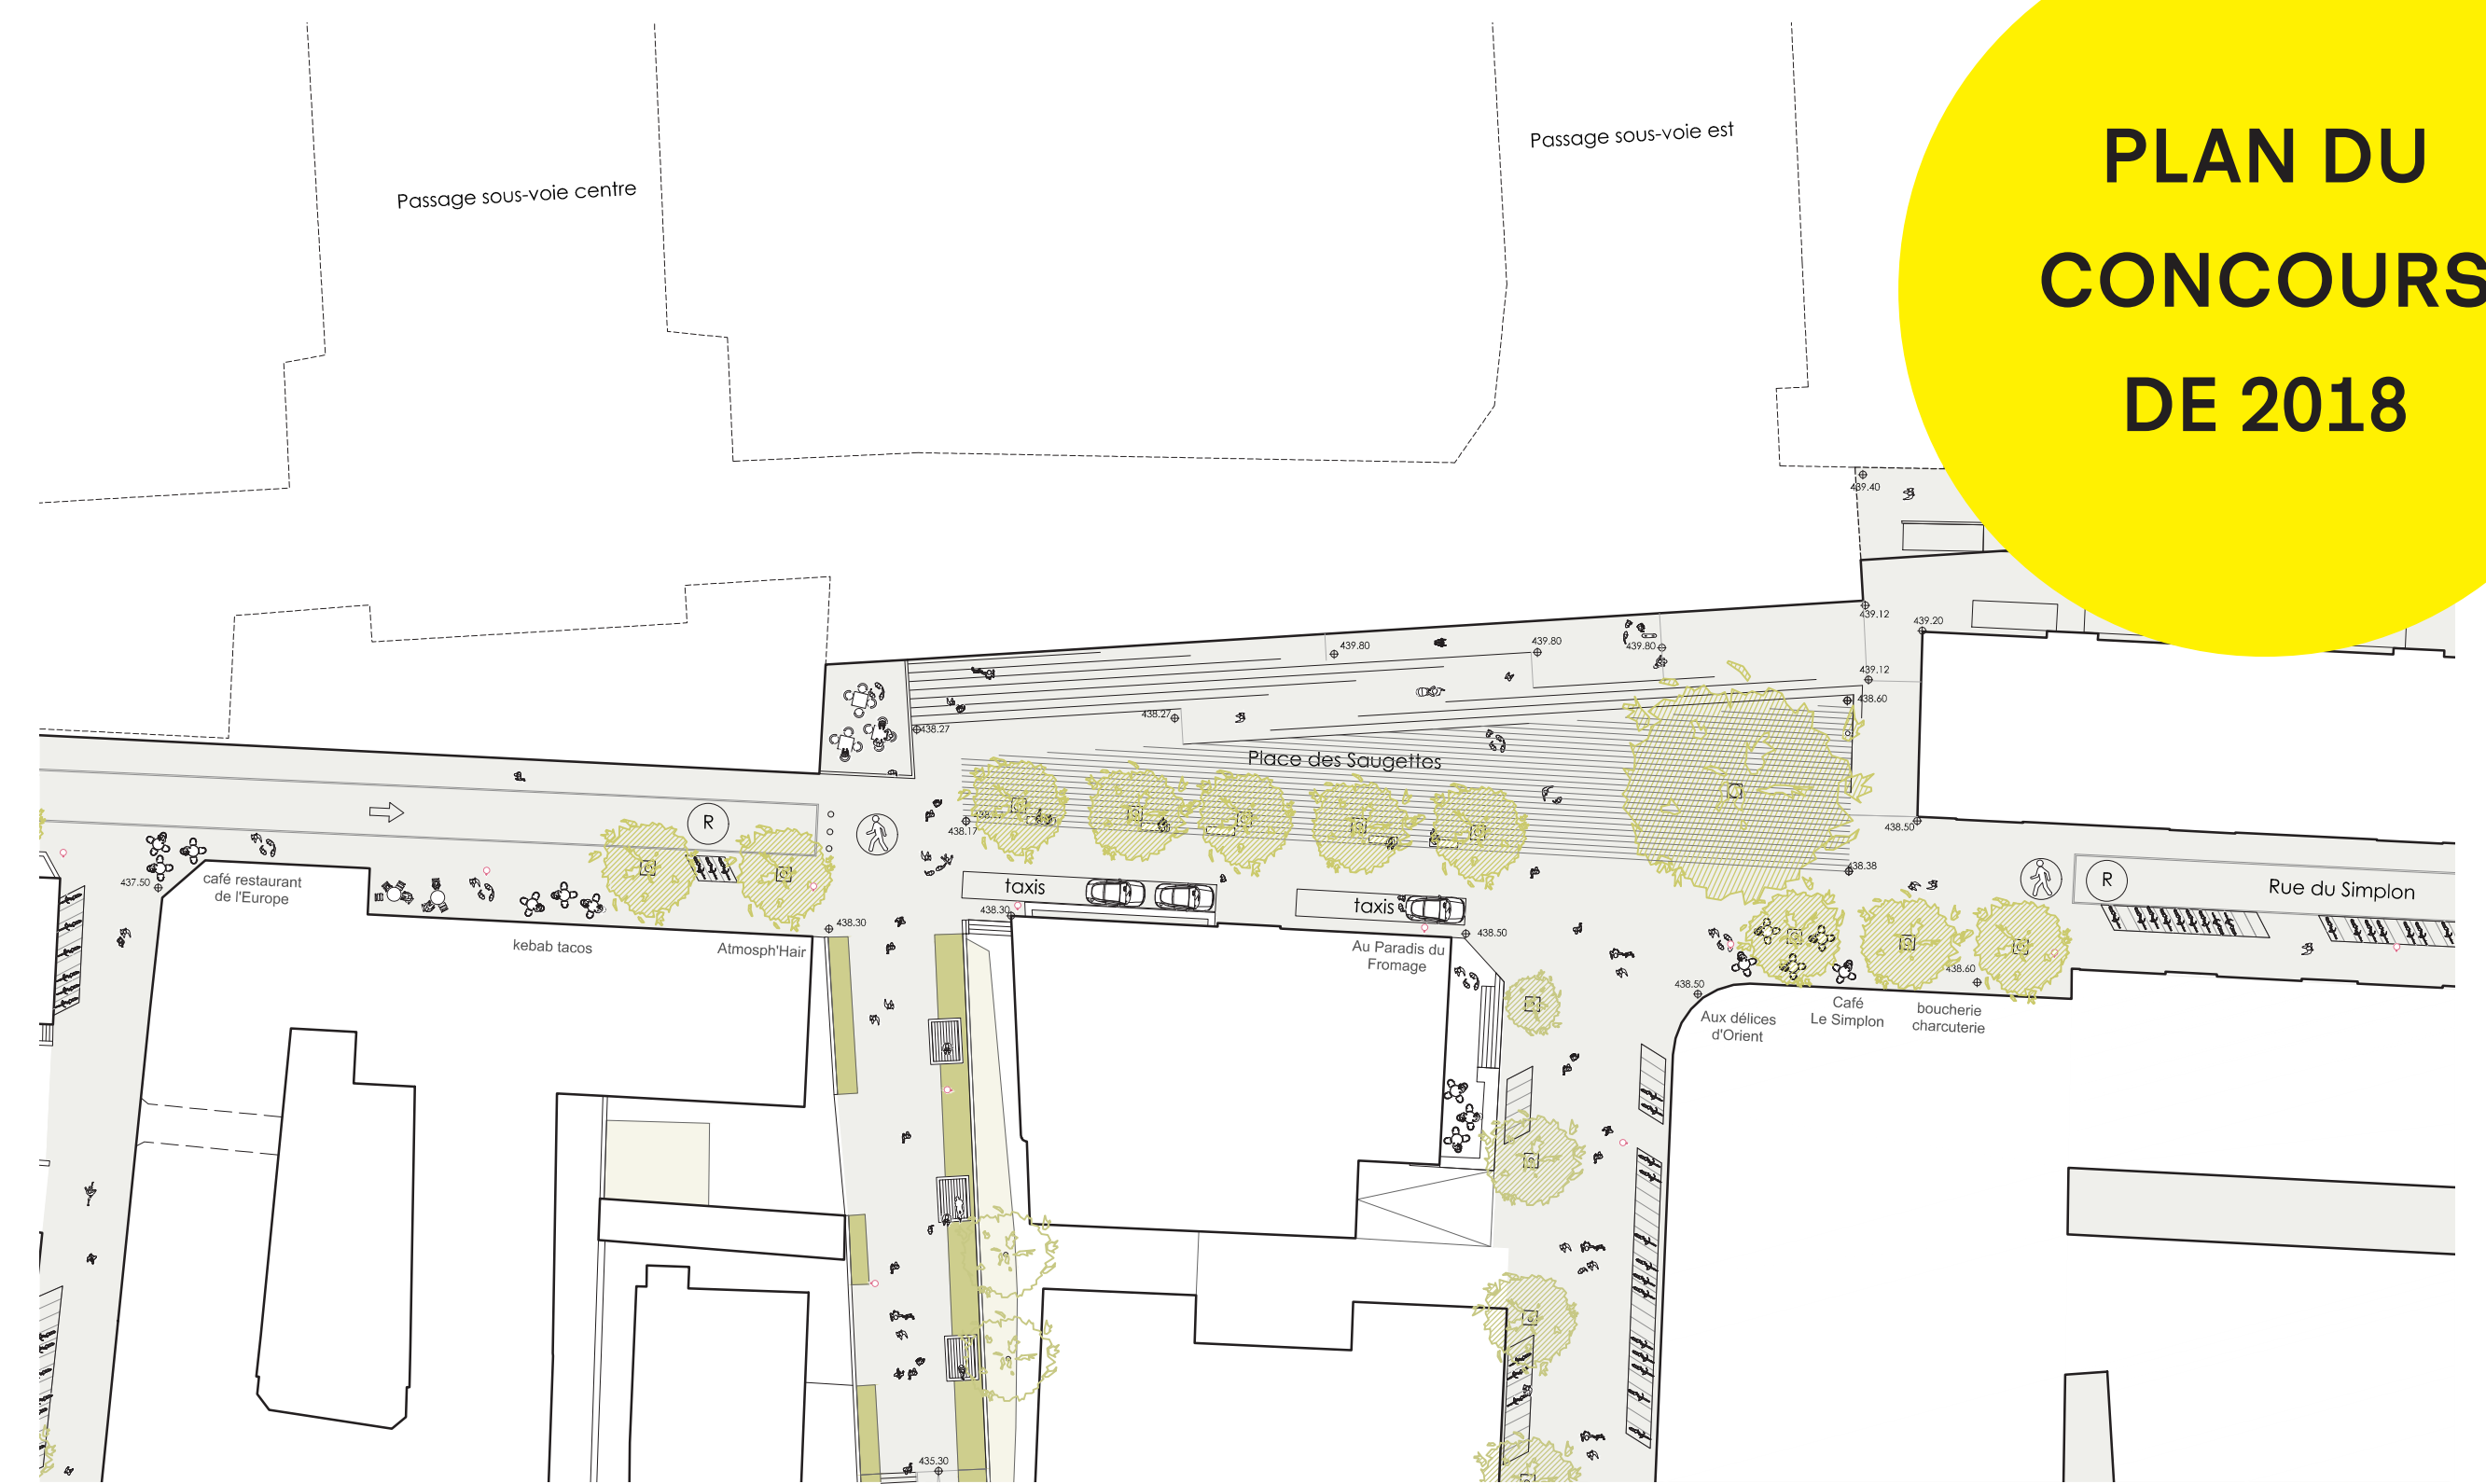 PLAN DU
CONCOURS
DE 2018
Passage sous-voie est
Passage sous-voie centre
439.40
439.12
439.20
439.80
439.80
439.80
439.12
438.60
438.27
438.27
Place des Saugettes
R
438.17
438.50
438.38
437.50
café restaurant
de l'Europe
taxis
taxis
R
Rue du Simplon
438.30
438.30
438.50
kebab tacos
Atmosph'Hair
Au Paradis du
Fromage
438.60
438.50
Aux délices
d'Orient
Café
Le Simplon
boucherie
charcuterie
435.30